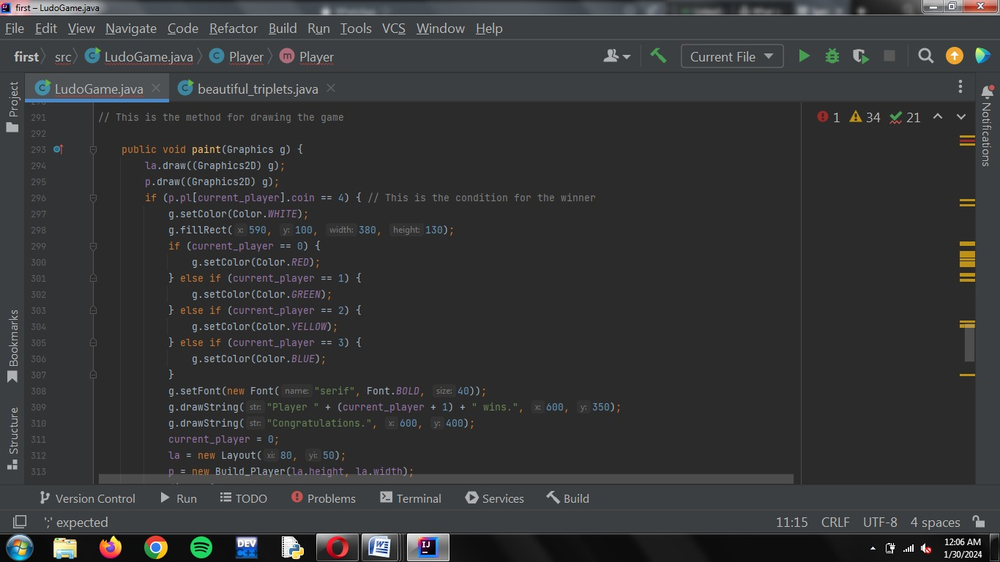 first – LudoGame.java
File Edit View Navigate Code Refactor Build Run Tools VCS Window Help
first src LudoGame.java Player Player
Current File
LudoGame.java beautiful_triplets.java
Project
Bookmarks
Structure
Notifications
1 34 21
291 // This is the method for drawing the game
292
293 public void paint(Graphics g) {
294 la.draw((Graphics2D) g);
295 p.draw((Graphics2D) g);
296 if (p.pl[current_player].coin == 4) { // This is the condition for the winner
297 g.setColor(Color.WHITE);
298 g.fillRect( x: 590, y: 100, width: 380, height: 130);
299 if (current_player == 0) {
300 g.setColor(Color.RED);
301 } else if (current_player == 1) {
302 g.setColor(Color.GREEN);
303 } else if (current_player == 2) {
304 g.setColor(Color.YELLOW);
305 } else if (current_player == 3) {
306 g.setColor(Color.BLUE);
307 }
308 g.setFont(new Font( name: "serif", Font.BOLD, size: 40));
309 g.drawString( str: "Player " + (current_player + 1) + " wins.", x: 600, y: 350);
310 g.drawString( str: "Congratulations.", x: 600, y: 400);
311 current_player = 0;
312 la = new Layout( xi: 80, yi: 50);
313 p = new Build_Player(la.height, la.width);
Version Control Run TODO Problems Terminal Services Build
';' expected 11:15 CRLF UTF-8 4 spaces
DEV C++
IJ
12:06 AM
1/30/2024